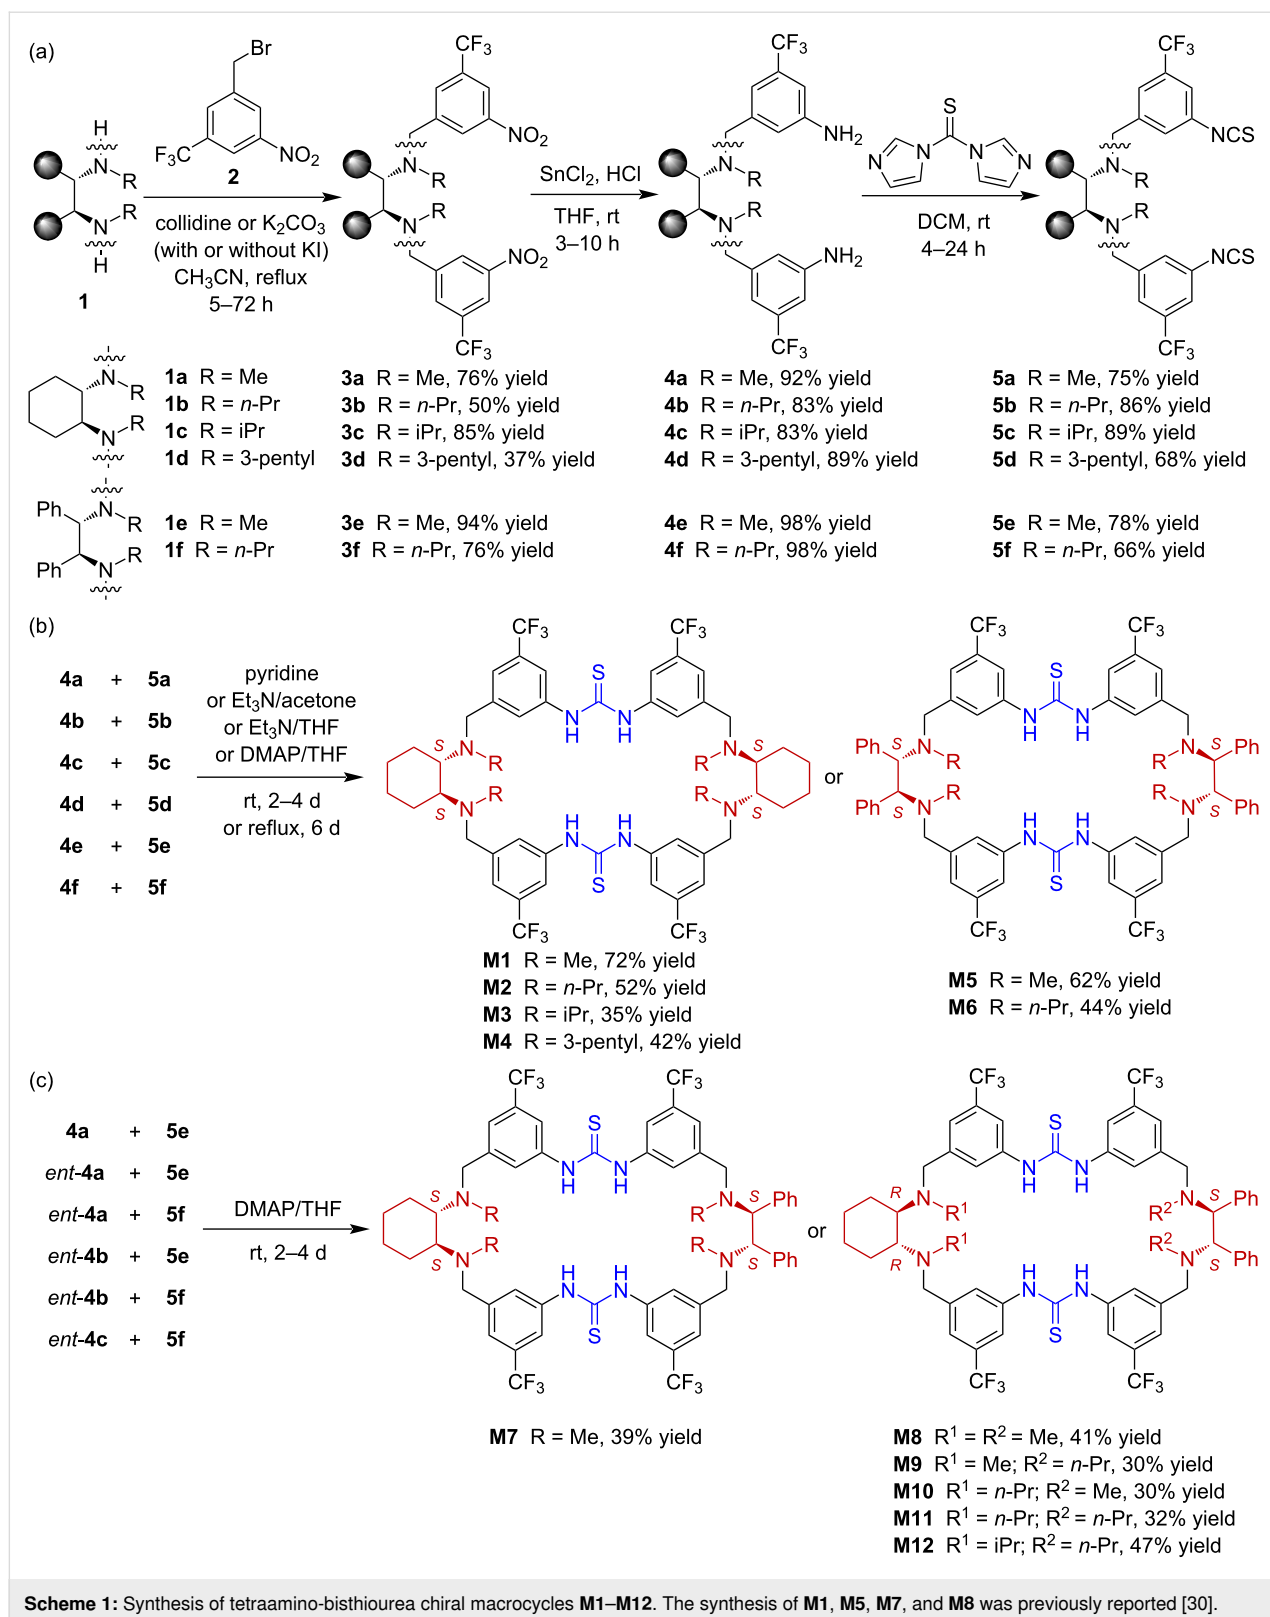 (a)
H
N
R
N
R
H
1
Br
F3C
NO2
2
collidine or K2CO3
(with or without KI)
CH3CN, reflux
5–72 h
CF3
NO2
N
R
N
R
NO2
CF3
SnCl2, HCl
THF, rt
3–10 h
CF3
NH2
N
R
N
R
NH2
CF3
S
N
N
N
N
DCM, rt
4–24 h
CF3
NCS
N
R
N
R
NCS
CF3
N
R
N
R
1a R = Me
1b R = n-Pr
1c R = iPr
1d R = 3-pentyl
3a R = Me, 76% yield
3b R = n-Pr, 50% yield
3c R = iPr, 85% yield
3d R = 3-pentyl, 37% yield
4a R = Me, 92% yield
4b R = n-Pr, 83% yield
4c R = iPr, 83% yield
4d R = 3-pentyl, 89% yield
5a R = Me, 75% yield
5b R = n-Pr, 86% yield
5c R = iPr, 89% yield
5d R = 3-pentyl, 68% yield
Ph
N
R
Ph
N
R
1e R = Me
1f R = n-Pr
3e R = Me, 94% yield
3f R = n-Pr, 76% yield
4e R = Me, 98% yield
4f R = n-Pr, 98% yield
5e R = Me, 78% yield
5f R = n-Pr, 66% yield
(b)
4a + 5a
4b + 5b
4c + 5c
4d + 5d
4e + 5e
4f + 5f
pyridine
or Et3N/acetone
or Et3N/THF
or DMAP/THF
rt, 2–4 d
or reflux, 6 d
CF3 CF3
S
N N
H H
S N N S
R R
R R
S N N S
H H
N N
S
CF3 CF3
or
CF3 CF3
S
N N
H H
Ph S N N S Ph
R R
R R
Ph S N N S Ph
H H
N N
S
CF3 CF3
M1 R = Me, 72% yield
M2 R = n-Pr, 52% yield
M3 R = iPr, 35% yield
M4 R = 3-pentyl, 42% yield
M5 R = Me, 62% yield
M6 R = n-Pr, 44% yield
(c)
4a + 5e
ent-4a + 5e
ent-4a + 5f
ent-4b + 5e
ent-4b + 5f
ent-4c + 5f
DMAP/THF
rt, 2–4 d
CF3 CF3
S
N N
H H
S N N S Ph
R R
R R
S N N S Ph
H H
N N
S
CF3 CF3
or
CF3 CF3
S
N N
H H
R N N S Ph
R1 R2
R1 R2
R N N S Ph
H H
N N
S
CF3 CF3
M7 R = Me, 39% yield
M8 R1 = R2 = Me, 41% yield
M9 R1 = Me; R2 = n-Pr, 30% yield
M10 R1 = n-Pr; R2 = Me, 30% yield
M11 R1 = n-Pr; R2 = n-Pr, 32% yield
M12 R1 = iPr; R2 = n-Pr, 47% yield
Scheme 1: Synthesis of tetraamino-bisthiourea chiral macrocycles M1–M12. The synthesis of M1, M5, M7, and M8 was previously reported [30].